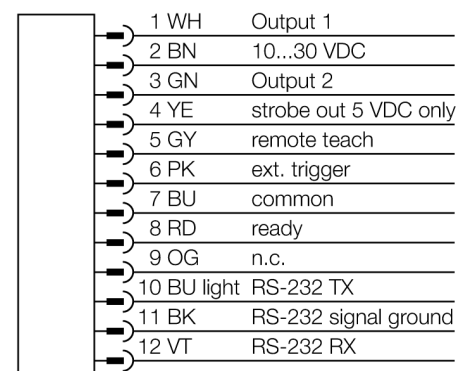 1 WH Output 1
2 BN 10...30 VDC
3 GN Output 2
4 YE strobe out 5 VDC only
5 GY remote teach
6 PK ext. trigger
7 BU common
8 RD ready
9 OG n.c.
10 BU light RS-232 TX
11 BK RS-232 signal ground
12 VT RS-232 RX